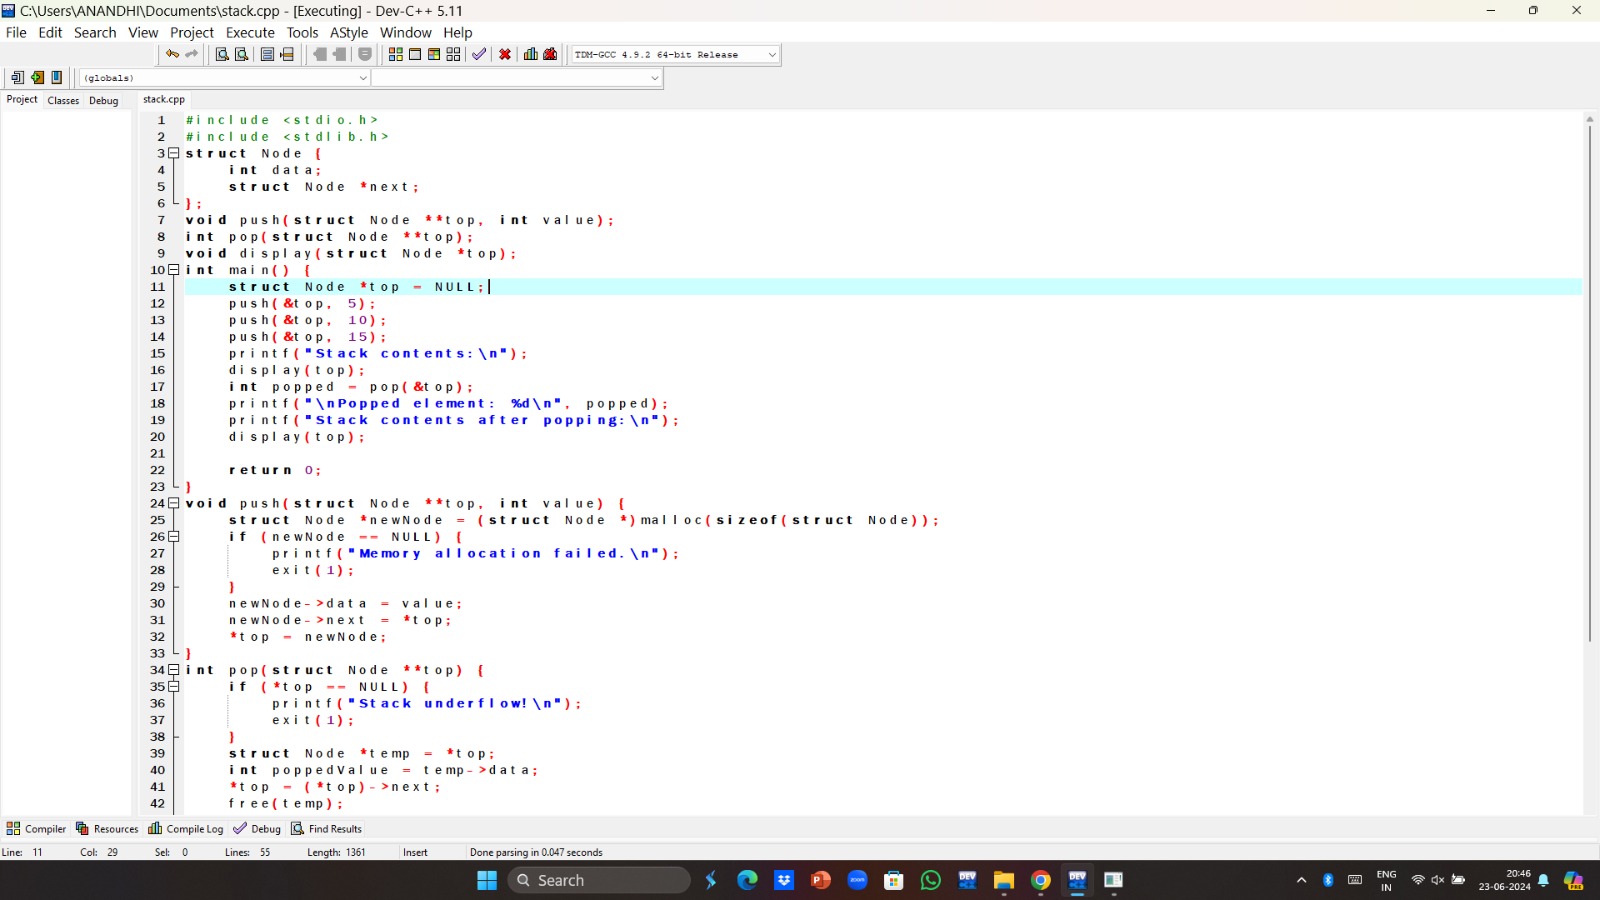 C:\Users\ANANDHI\Documents\stack.cpp - [Executing] - Dev-C++ 5.11
File Edit Search View Project Execute Tools AStyle Window Help
TDM-GCC 4.9.2 64-bit Release
(globals)
Project Classes Debug stack.cpp
1 #include <stdio.h>
2 #include <stdlib.h>
3 struct Node {
4 int data;
5 struct Node *next;
6 };
7 void push(struct Node **top, int value);
8 int pop(struct Node **top);
9 void display(struct Node *top);
10 int main() {
11 struct Node *top = NULL;
12 push(&top, 5);
13 push(&top, 10);
14 push(&top, 15);
15 printf("Stack contents:\n");
16 display(top);
17 int popped = pop(&top);
18 printf("\nPopped element: %d\n", popped);
19 printf("Stack contents after popping:\n");
20 display(top);
21
22 return 0;
23 }
24 void push(struct Node **top, int value) {
25 struct Node *newNode = (struct Node *)malloc(sizeof(struct Node));
26 if (newNode == NULL) {
27 printf("Memory allocation failed.\n");
28 exit(1);
29 }
30 newNode->data = value;
31 newNode->next = *top;
32 *top = newNode;
33 }
34 int pop(struct Node **top) {
35 if (*top == NULL) {
36 printf("Stack underflow!\n");
37 exit(1);
38 }
39 struct Node *temp = *top;
40 int poppedValue = temp->data;
41 *top = (*top)->next;
42 free(temp);
Compiler Resources Compile Log Debug Find Results
Line: 11 Col: 29 Sel: 0 Lines: 55 Length: 1361 Insert Done parsing in 0.047 seconds
Search
zoom
DEV
DEV
ENG
IN
20:46
23-06-2024
PRE